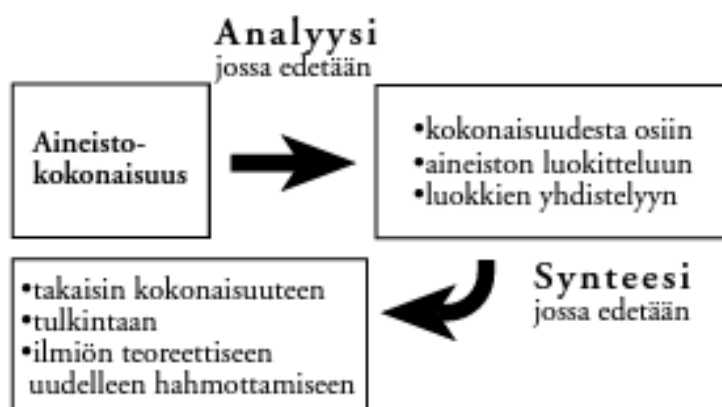 Analyysi
jossa edetään
Aineisto-
kokonaisuus
•kokonaisuudesta osiin
•aineiston luokitteluun
•luokkien yhdistelyyn
Synteesi
jossa edetään
•takaisin kokonaisuuteen
•tulkintaan
•ilmiön teoreettiseen
uudelleen hahmottamiseen